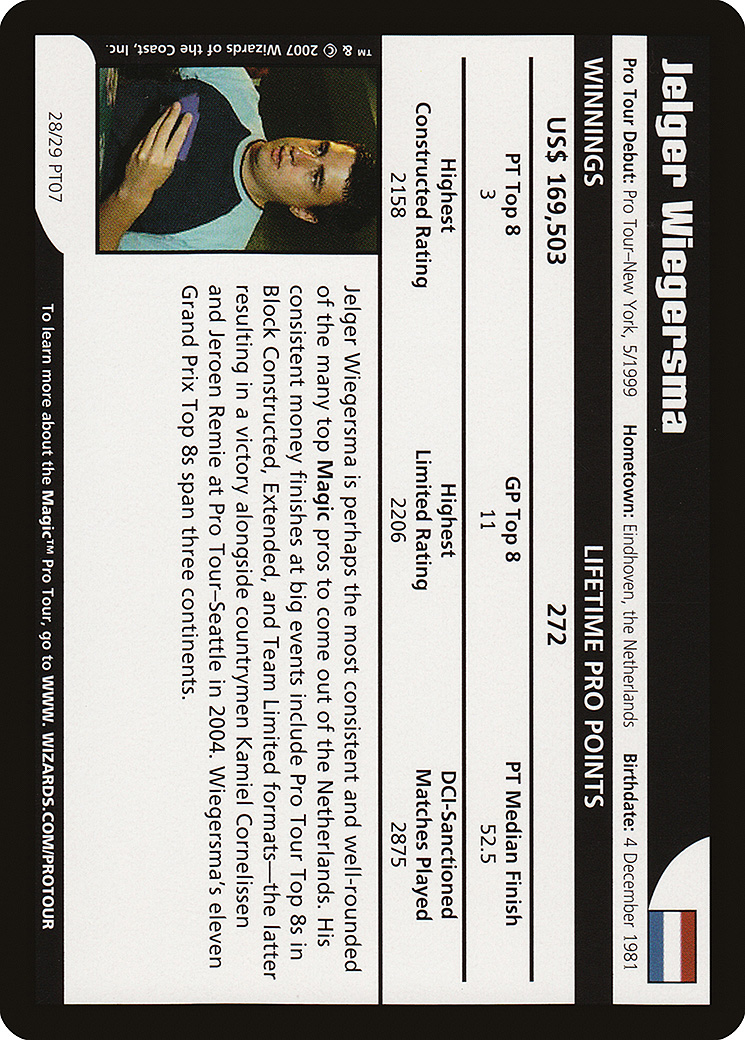 Jelger Wiegersma
Pro Tour Debut: Pro Tour–New York, 5/1999 Hometown: Eindhoven, the Netherlands Birthdate: 4 December 1981
WINNINGS LIFETIME PRO POINTS
US$ 169,503 272
PT Top 8 GP Top 8 PT Median Finish
3 11 52.5
Highest Highest DCI-Sanctioned
Constructed Rating Limited Rating Matches Played
2158 2206 2875
Jelger Wiegersma is perhaps the most consistent and well-rounded
of the many top Magic pros to come out of the Netherlands. His
consistent money finishes at big events include Pro Tour Top 8s in
Block Constructed, Extended, and Team Limited formats—the latter
resulting in a victory alongside countrymen Kamiel Cornelissen
and Jeroen Remie at Pro Tour–Seattle in 2004. Wiegersma's eleven
Grand Prix Top 8s span three continents.
™ & © 2007 Wizards of the Coast, Inc.
28/29 PT07
To learn more about the Magic™ Pro Tour, go to WWW. WIZARDS.COM/PROTOUR